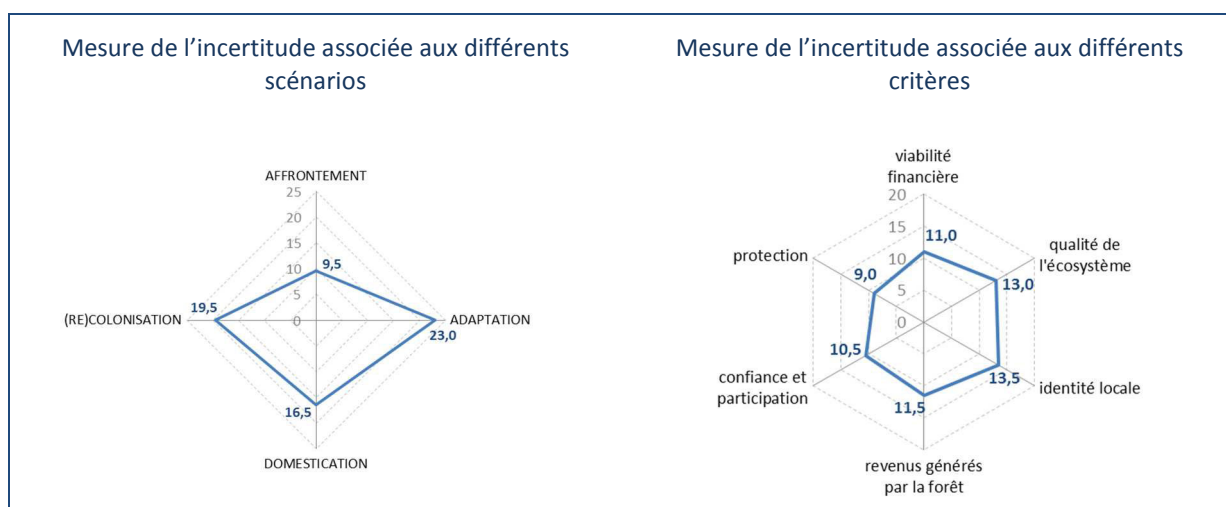 Mesure de l’incertitude associée aux différents
scénarios
AFFRONTEMENT
25
20
15
10
5
0
9,5
19,5
(RE)COLONISATION
ADAPTATION
23,0
16,5
DOMESTICATION
Mesure de l’incertitude associée aux différents
critères
viabilité
financière
20
15
10
5
0
11,0
protection
9,0
qualité de
l'écosystème
13,0
10,5
confiance et
participation
13,5
identité locale
11,5
revenus générés
par la forêt